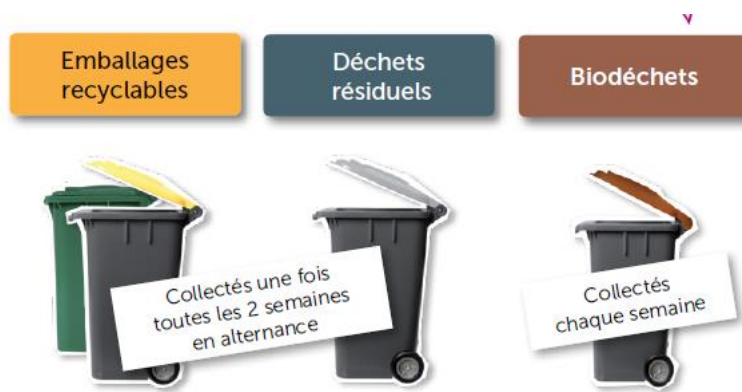 Emballages
recyclables
Déchets
résiduels
Biodéchets
Collectés une fois
toutes les 2 semaines
en alternance
Collectés
chaque semaine